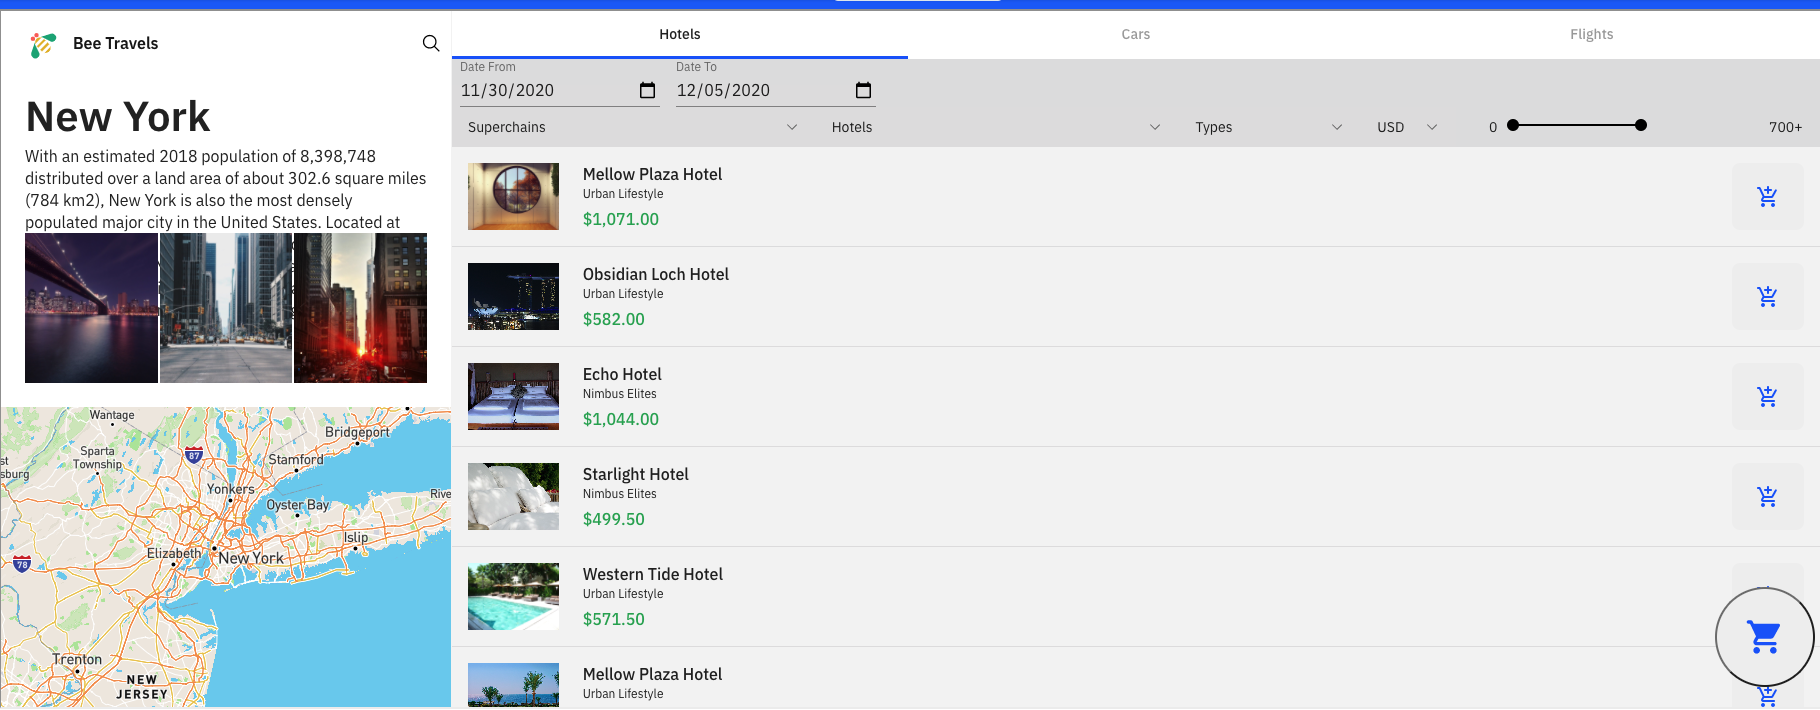 Bee Travels
New York
With an estimated 2018 population of 8,398,748
distributed over a land area of about 302.6 square miles
(784 km2), New York is also the most densely
populated major city in the United States. Located at
Wantage
Bridgeport
87
Sparta
Township
Stamford
st
sburg
Yonkers
Rive
Oyster Bay
Islip
Elizabeth
New York
78
Trenton
NEW
JERSEY
Hotels
Cars
Flights
Date From
Date To
11/30/2020
12/05/2020
Superchains
Hotels
Types
USD
0
700+
Mellow Plaza Hotel
Urban Lifestyle
$1,071.00
Obsidian Loch Hotel
Urban Lifestyle
$582.00
Echo Hotel
Nimbus Elites
$1,044.00
Starlight Hotel
Nimbus Elites
$499.50
Western Tide Hotel
Urban Lifestyle
$571.50
Mellow Plaza Hotel
Urban Lifestyle